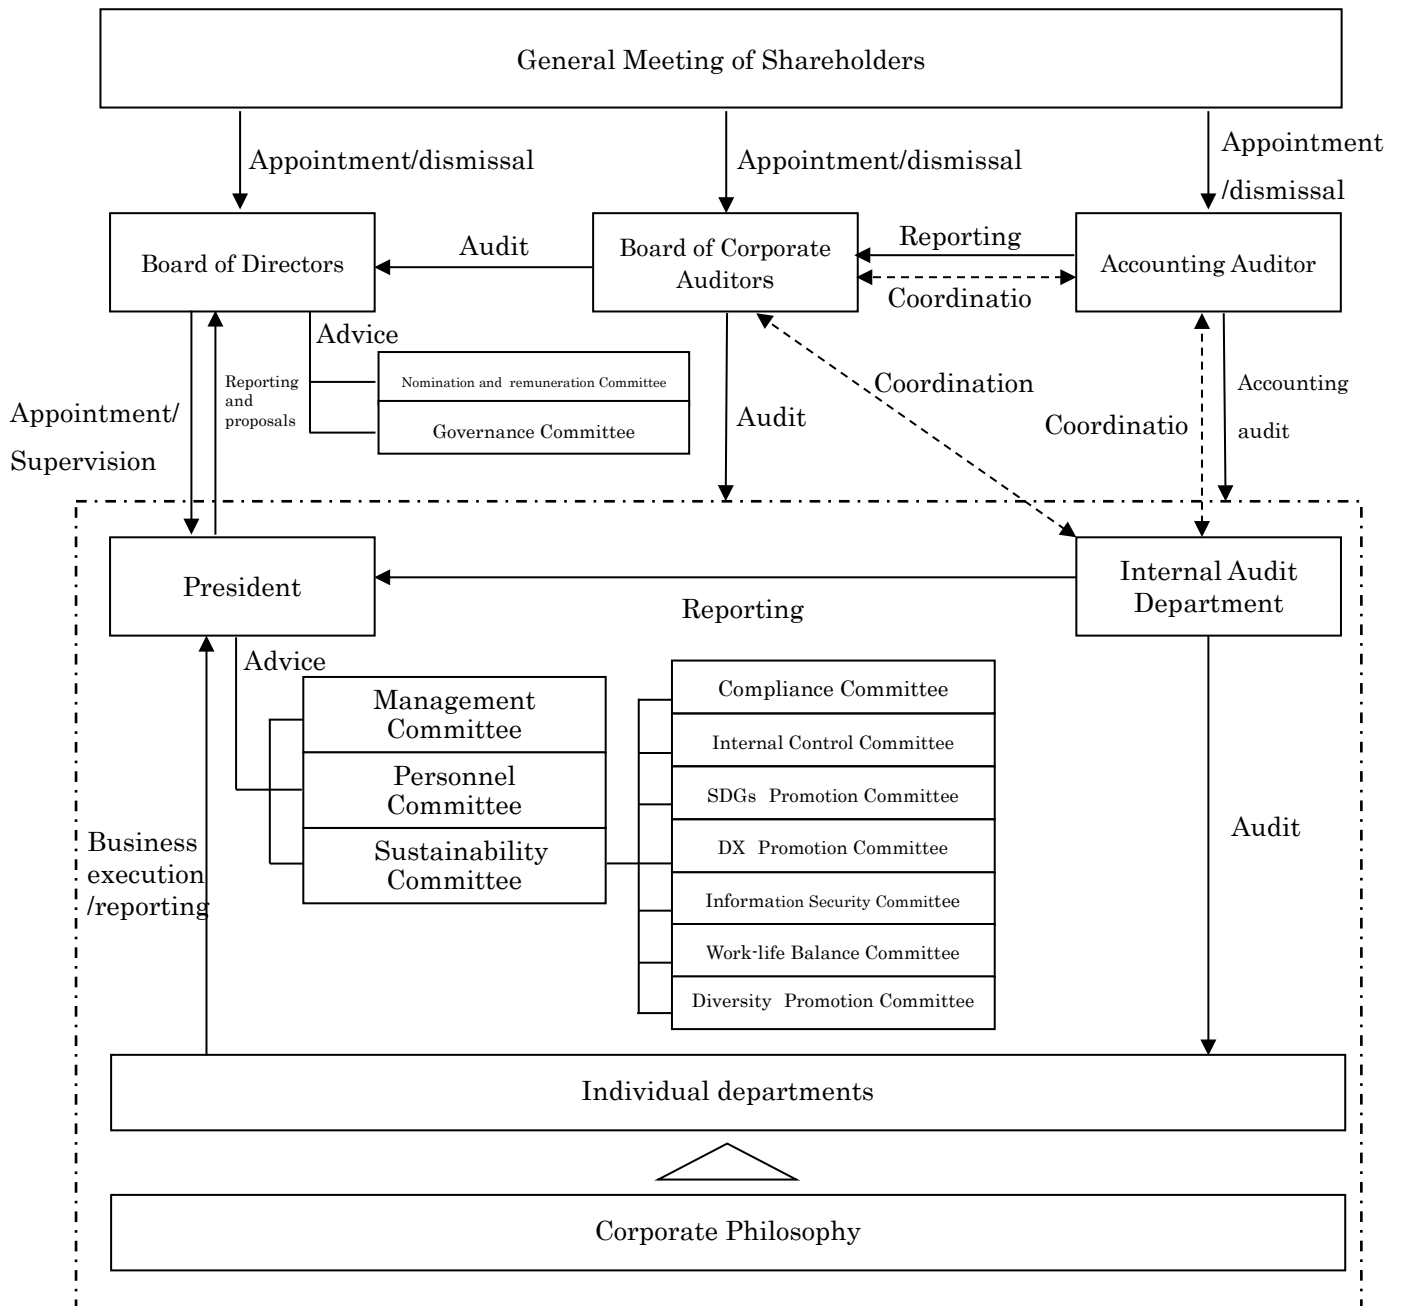 General Meeting of Shareholders
Appointment/dismissal
Appointment/dismissal
Appointment
/dismissal
Board of Directors
Audit
Board of Corporate
Auditors
Reporting
Coordinatio
Accounting Auditor
Advice
Reporting
and
proposals
Appointment/
Supervision
Nomination and remuneration Committee
Governance Committee
Audit
Coordination
Coordinatio
Accounting
audit
President
Reporting
Internal Audit
Department
Advice
Management
Committee
Personnel
Committee
Sustainability
Committee
Compliance Committee
Internal Control Committee
SDGs Promotion Committee
DX Promotion Committee
Information Security Committee
Work-life Balance Committee
Diversity Promotion Committee
Business
execution
/reporting
Audit
Individual departments
Corporate Philosophy